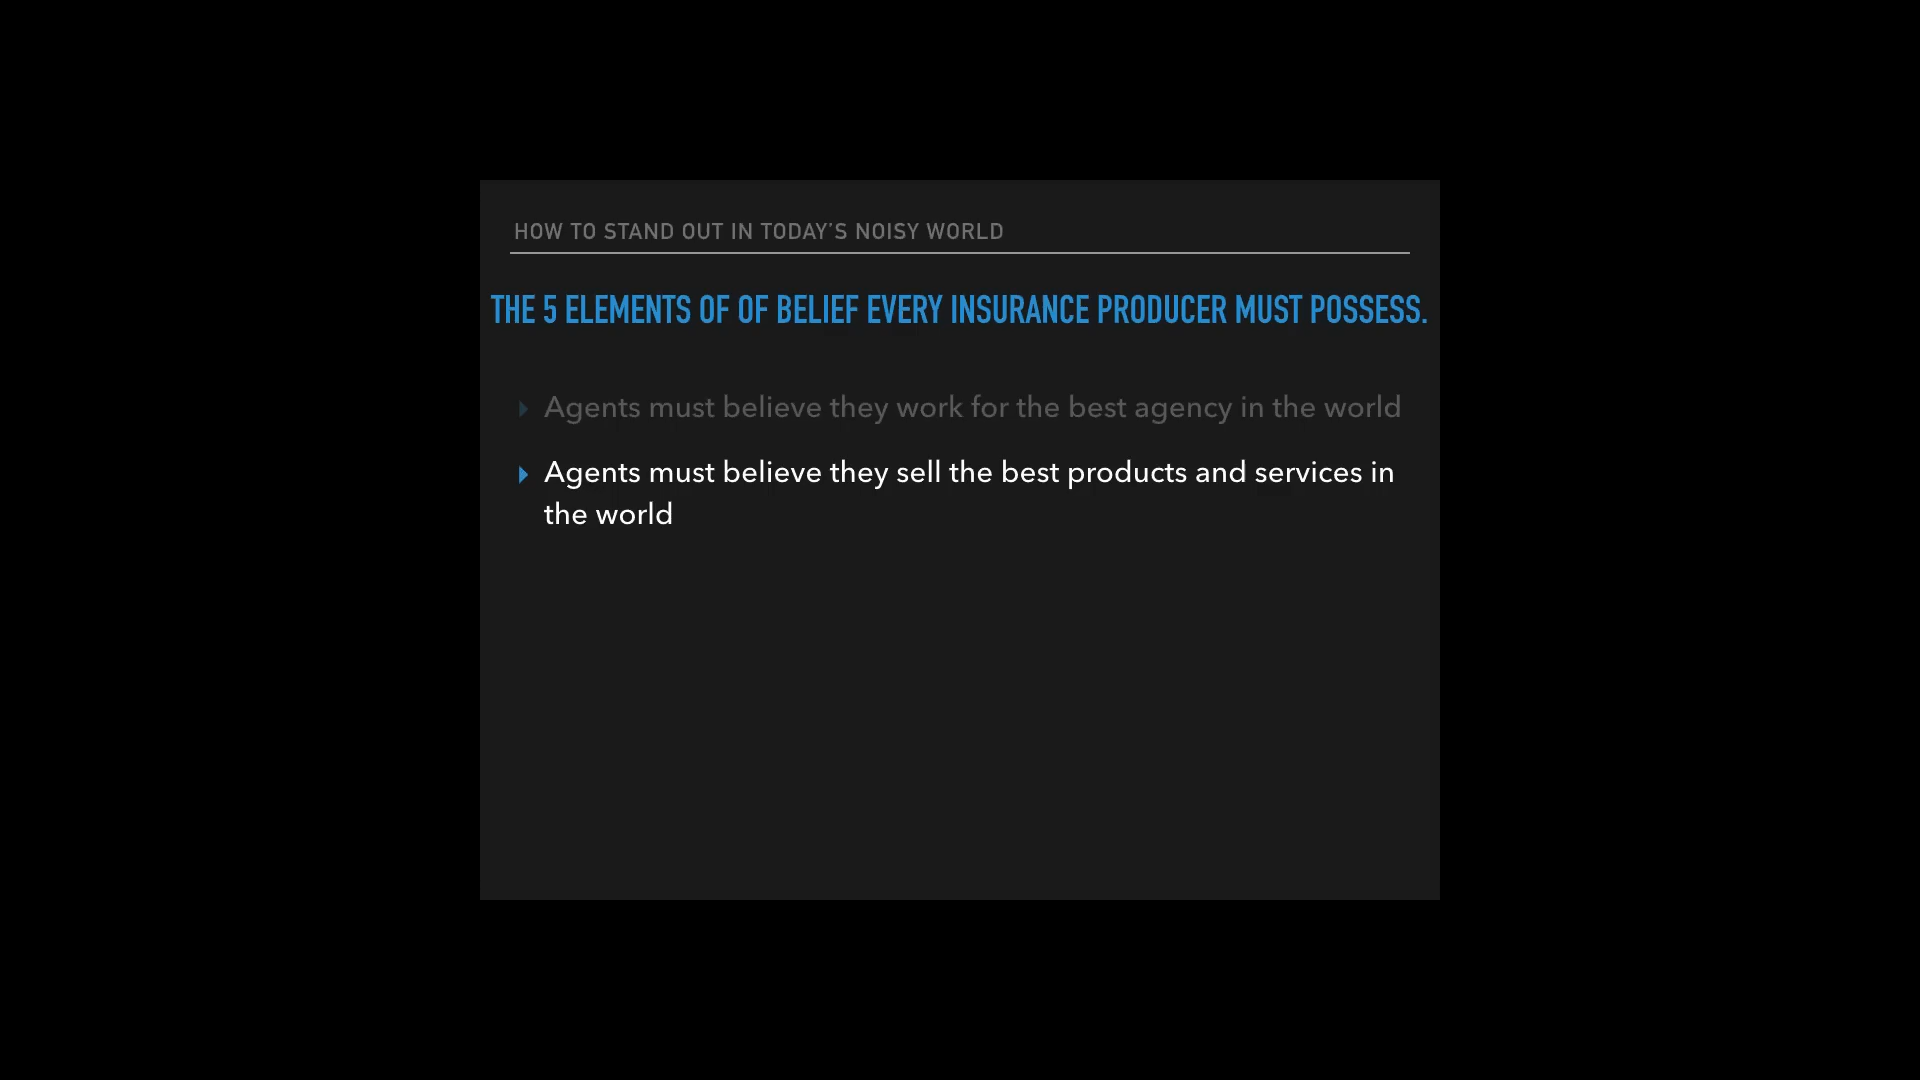 HOW TO STAND OUT IN TODAY’S NOISY WORLD
THE 5 ELEMENTS OF OF BELIEF EVERY INSURANCE PRODUCER MUST POSSESS.
Agents must believe they work for the best agency in the world
Agents must believe they sell the best products and services in
the world